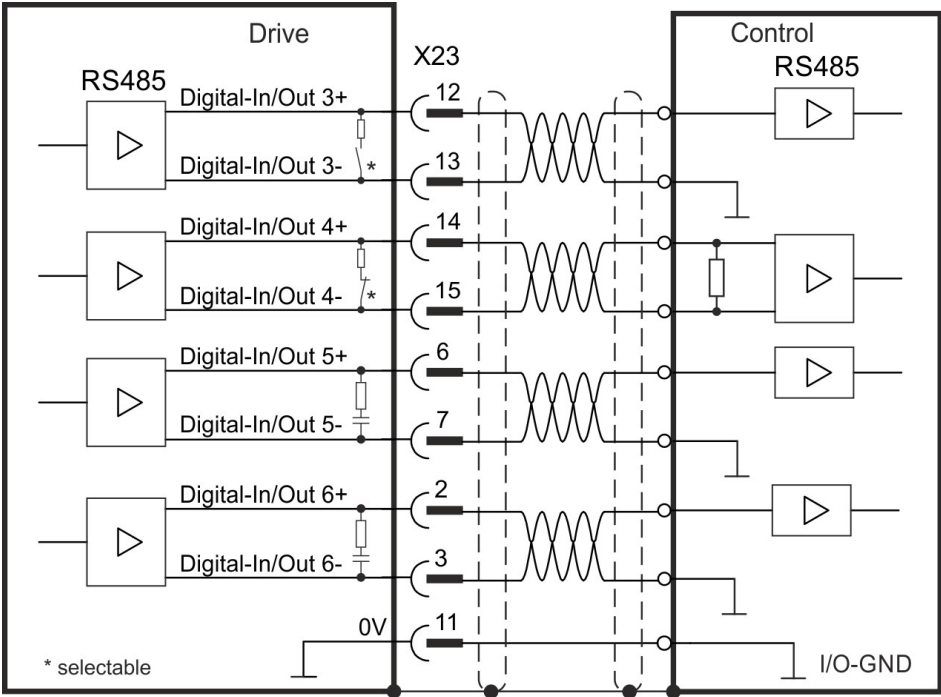 Drive
Control
X23
RS485
RS485
Digital-In/Out 3+
12
Digital-In/Out 3-
*
13
Digital-In/Out 4+
14
Digital-In/Out 4-
*
15
Digital-In/Out 5+
6
Digital-In/Out 5-
7
Digital-In/Out 6+
2
Digital-In/Out 6-
3
0V
11
* selectable
I/O-GND